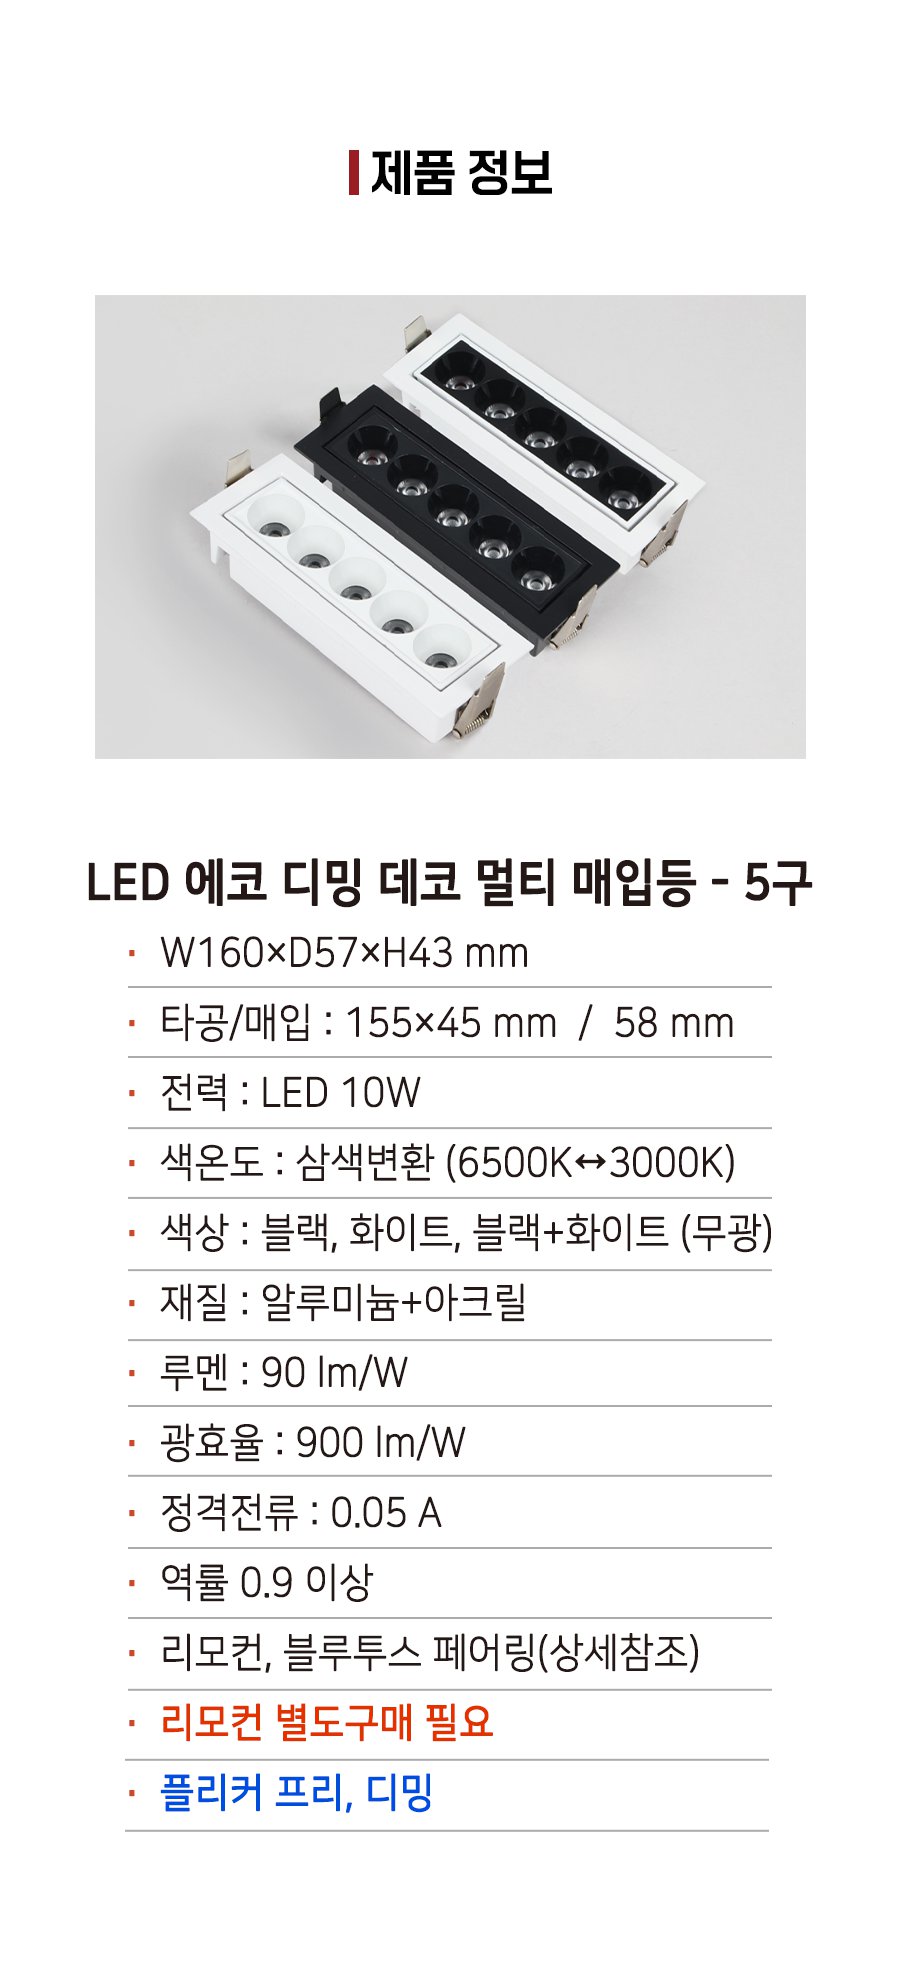 제품 정보
LED 에코 디밍 데코 멀티 매입등 - 5구
· W160×D57×H43 mm
· 타공/매입 : 155×45 mm / 58 mm
· 전력 : LED 10W
· 색온도 : 삼색변환 (6500K↔3000K)
· 색상 : 블랙, 화이트, 블랙+화이트 (무광)
· 재질 : 알루미늄+아크릴
· 루멘 : 90 lm/W
· 광효율 : 900 lm/W
· 정격전류 : 0.05 A
· 역률 0.9 이상
· 리모컨, 블루투스 페어링(상세참조)
· 리모컨 별도구매 필요
· 플리커 프리, 디밍